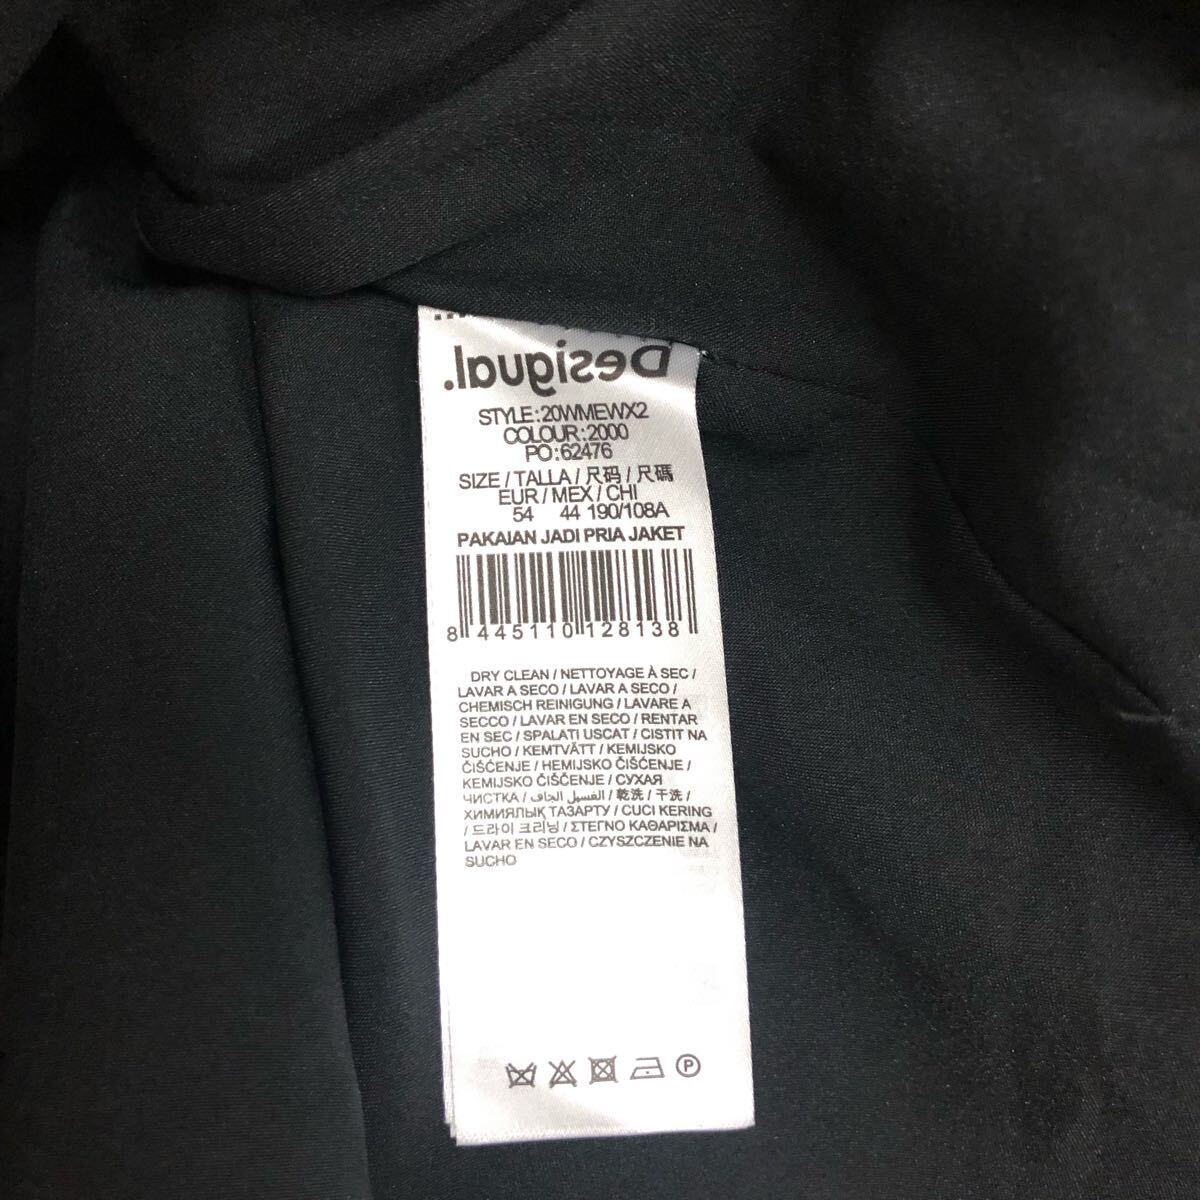 Desigual.
STYLE:20WMEWX2
COLOUR:2000
PO:62476
SIZE / TALLA / 尺码 / 尺碼
EUR / MEX / CHI
54 44 190/108A
PAKAIAN JADI PRIA JAKET
8 445110 128138
DRY CLEAN / NETTOYAGE À SEC /
LAVAR A SECO / LAVAR A SECO /
CHEMISCH REINIGUNG / LAVARE A
SECCO / LAVAR EN SECO / RENTAR
EN SEC / SPALATI USCAT / CISTIT NA
SUCHO / KEMTVÄTT / KEMIJSKO
ČIŠĆENJE / HEMIJSKO ČIŠĆENJE /
KEMIJSKO ČIŠČENJE / СУХАЯ
ЧИСТКА / الغسيل الجاف / 乾洗 / 干洗 /
ХИМИЯЛЫҚ ТАЗАРТУ / CUCI KERING
/ 드라이 크리닝 / ΣΤΕΓΝΟ ΚΑΘΑΡΙΣΜΑ /
LAVAR EN SECO / CZYSZCZENIE NA
SUCHO
P